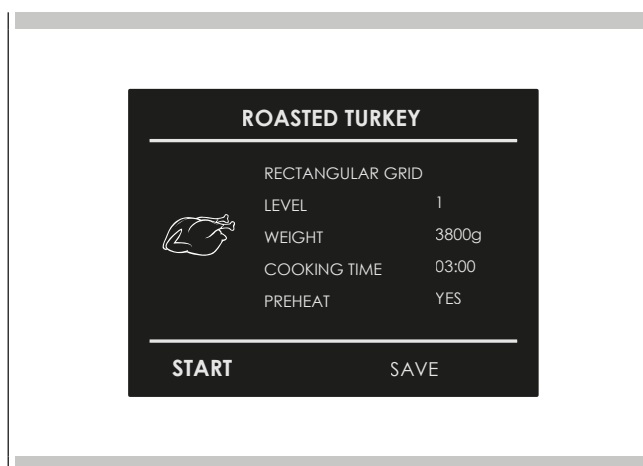 ROASTED TURKEY
RECTANGULAR GRID
LEVEL 1
WEIGHT 3800g
COOKING TIME 03:00
PREHEAT YES
START SAVE